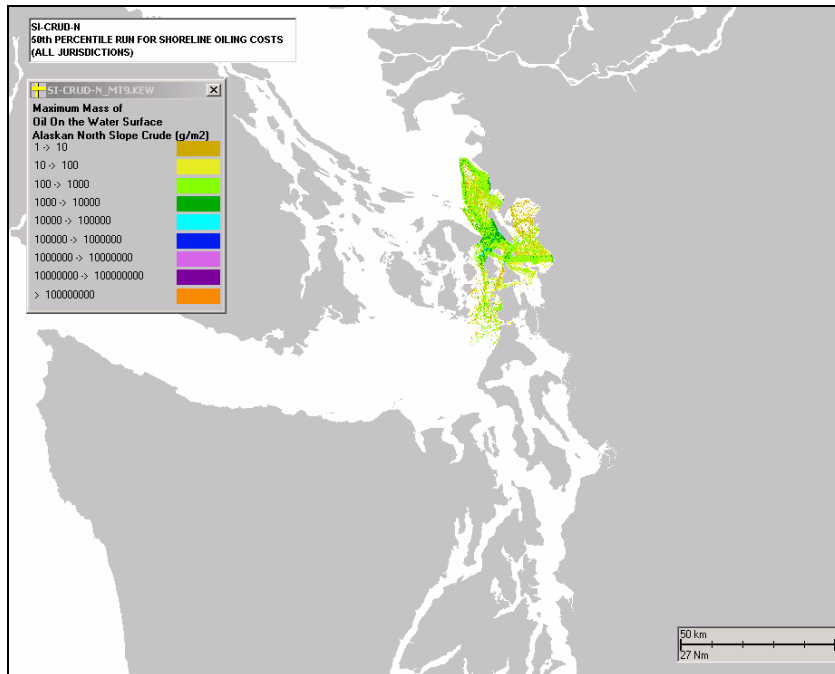 SI-CRUD-N
50th PERCENTILE RUN FOR SHORELINE OILING COSTS
(ALL JURISDICTIONS)
SI-CRUD-N_MT9.KEW
Maximum Mass of
Oil On the Water Surface
Alaskan North Slope Crude (g/m2)
1 -> 10
10 -> 100
100 -> 1000
1000 -> 10000
10000 -> 100000
100000 -> 1000000
1000000 -> 10000000
10000000 -> 100000000
> 100000000
50 km
27 Nm